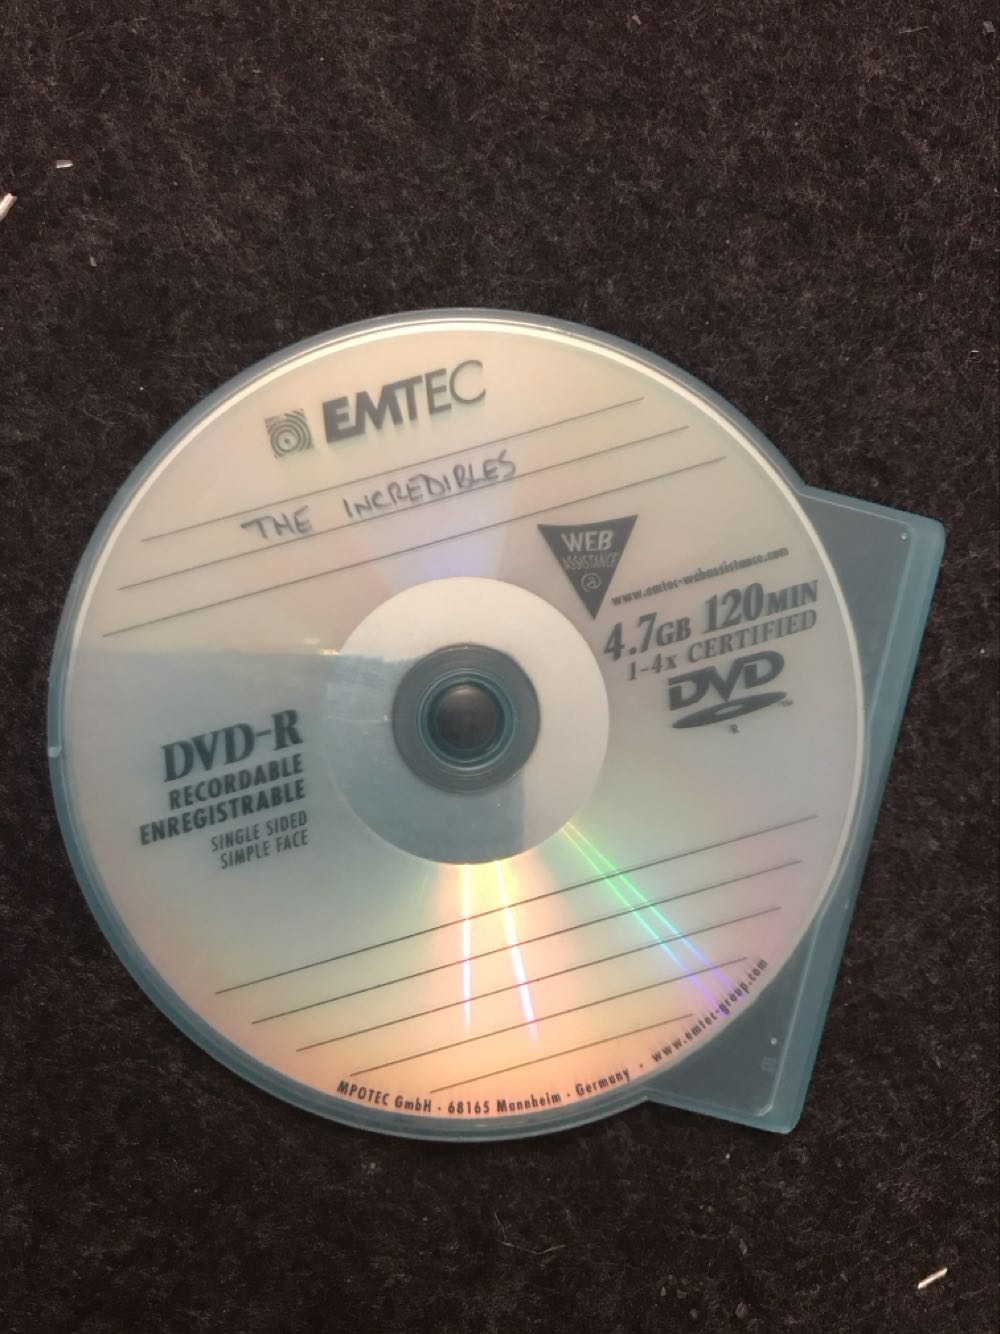 EMTEC
THE INCREDIBLES
WEB
ASSISTANCE
@
www.emtec-webassistance.com
4.7GB 120MIN
1-4x CERTIFIED
DVD
R
DVD-R
RECORDABLE
ENREGISTRABLE
SINGLE SIDED
SIMPLE FACE
MPOTEC GmbH · 68165 Mannheim · Germany · www.emtec-group.com